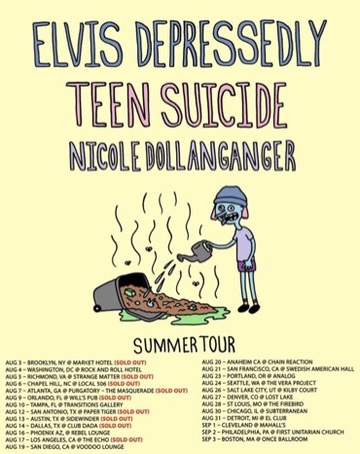 ELVIS DEPRESSEDLY
TEEN SUICIDE
NICOLE DOLLANGANGER
SUMMER TOUR
AUG 3 – BROOKLYN, NY @ MARKET HOTEL (SOLD OUT)
AUG 4 – WASHINGTON, DC @ ROCK AND ROLL HOTEL
AUG 5 – RICHMOND, VA @ STRANGE MATTER (SOLD OUT)
AUG 6 – CHAPEL HILL, NC @ LOCAL 506 (SOLD OUT)
AUG 7 – ATLANTA, GA @ PURGATORY – THE MASQUERADE (SOLD OUT)
AUG 9 – ORLANDO, FL @ WILL'S PUB (SOLD OUT)
AUG 10 – TAMPA, FL @ TRANSITIONS GALLERY
AUG 12 – SAN ANTONIO, TX @ PAPER TIGER (SOLD OUT)
AUG 13 – AUSTIN, TX @ SIDEWINDER (SOLD OUT)
AUG 14 – DALLAS, TX @ CLUB DADA (SOLD OUT)
AUG 16 – PHOENIX AZ, @ REBEL LOUNGE
AUG 17 – LOS ANGELES, CA @ THE ECHO (SOLD OUT)
AUG 19 – SAN DIEGO, CA @ VOODOO LOUNGE
AUG 20 – ANAHEIM CA @ CHAIN REACTION
AUG 21 – SAN FRANCISCO, CA @ SWEDISH AMERICAN HALL
AUG 23 – PORTLAND, OR @ ANALOG
AUG 24 – SEATTLE, WA @ THE VERA PROJECT
AUG 26 – SALT LAKE CITY, UT @ KILBY COURT
AUG 27 – DENVER, CO @ LOST LAKE
AUG 28 – ST LOUIS, MO @ THE FIREBIRD
AUG 30 – CHICAGO, IL @ SUBTERRANEAN
AUG 31 – DETROIT, MI @ EL CLUB
SEP 1 – CLEVELAND @ MAHALL'S
SEP 2 – PHILADELPHIA, PA @ FIRST UNITARIAN CHURCH
SEP 3 – BOSTON, MA @ ONCE BALLROOM